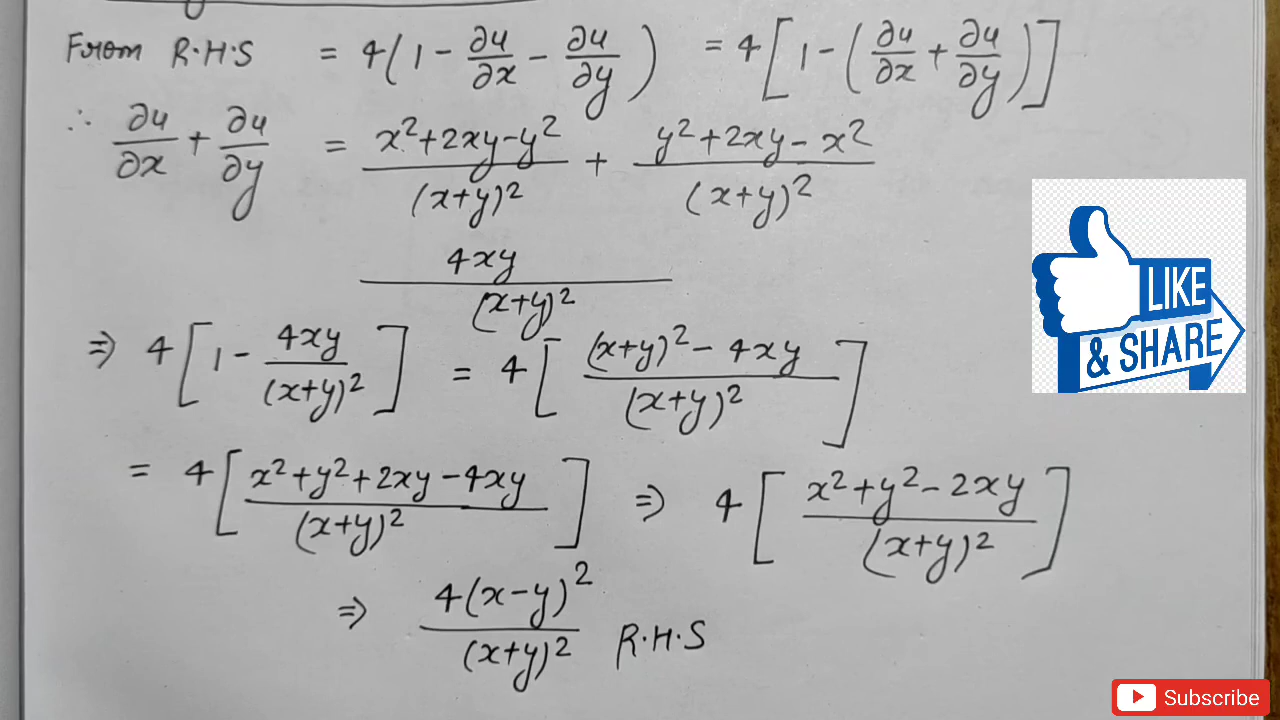 From R.H.S = 4(1 - ∂u/∂x - ∂u/∂y) = 4[1 - (∂u/∂x + ∂u/∂y)]
∴ ∂u/∂x + ∂u/∂y = x²+2xy-y²/(x+y)² + y²+2xy-x²/(x+y)²
4xy/(x+y)²
⇒ 4[1 - 4xy/(x+y)²] = 4[(x+y)² - 4xy/(x+y)²]
= 4[x²+y²+2xy-4xy/(x+y)²] ⇒ 4[x²+y²-2xy/(x+y)²]
⇒ 4(x-y)²/(x+y)² R.H.S
LIKE
& SHARE
Subscribe